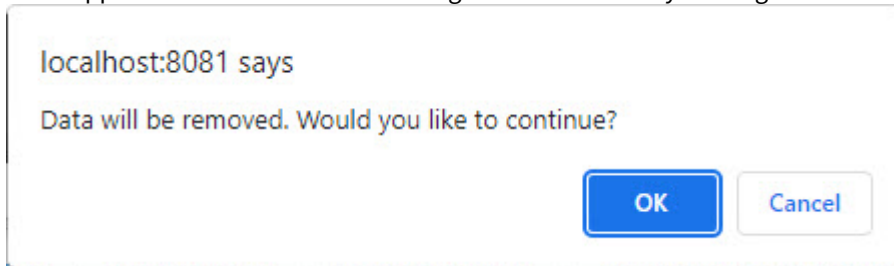 localhost:8081 says
Data will be removed. Would you like to continue?
OK
Cancel